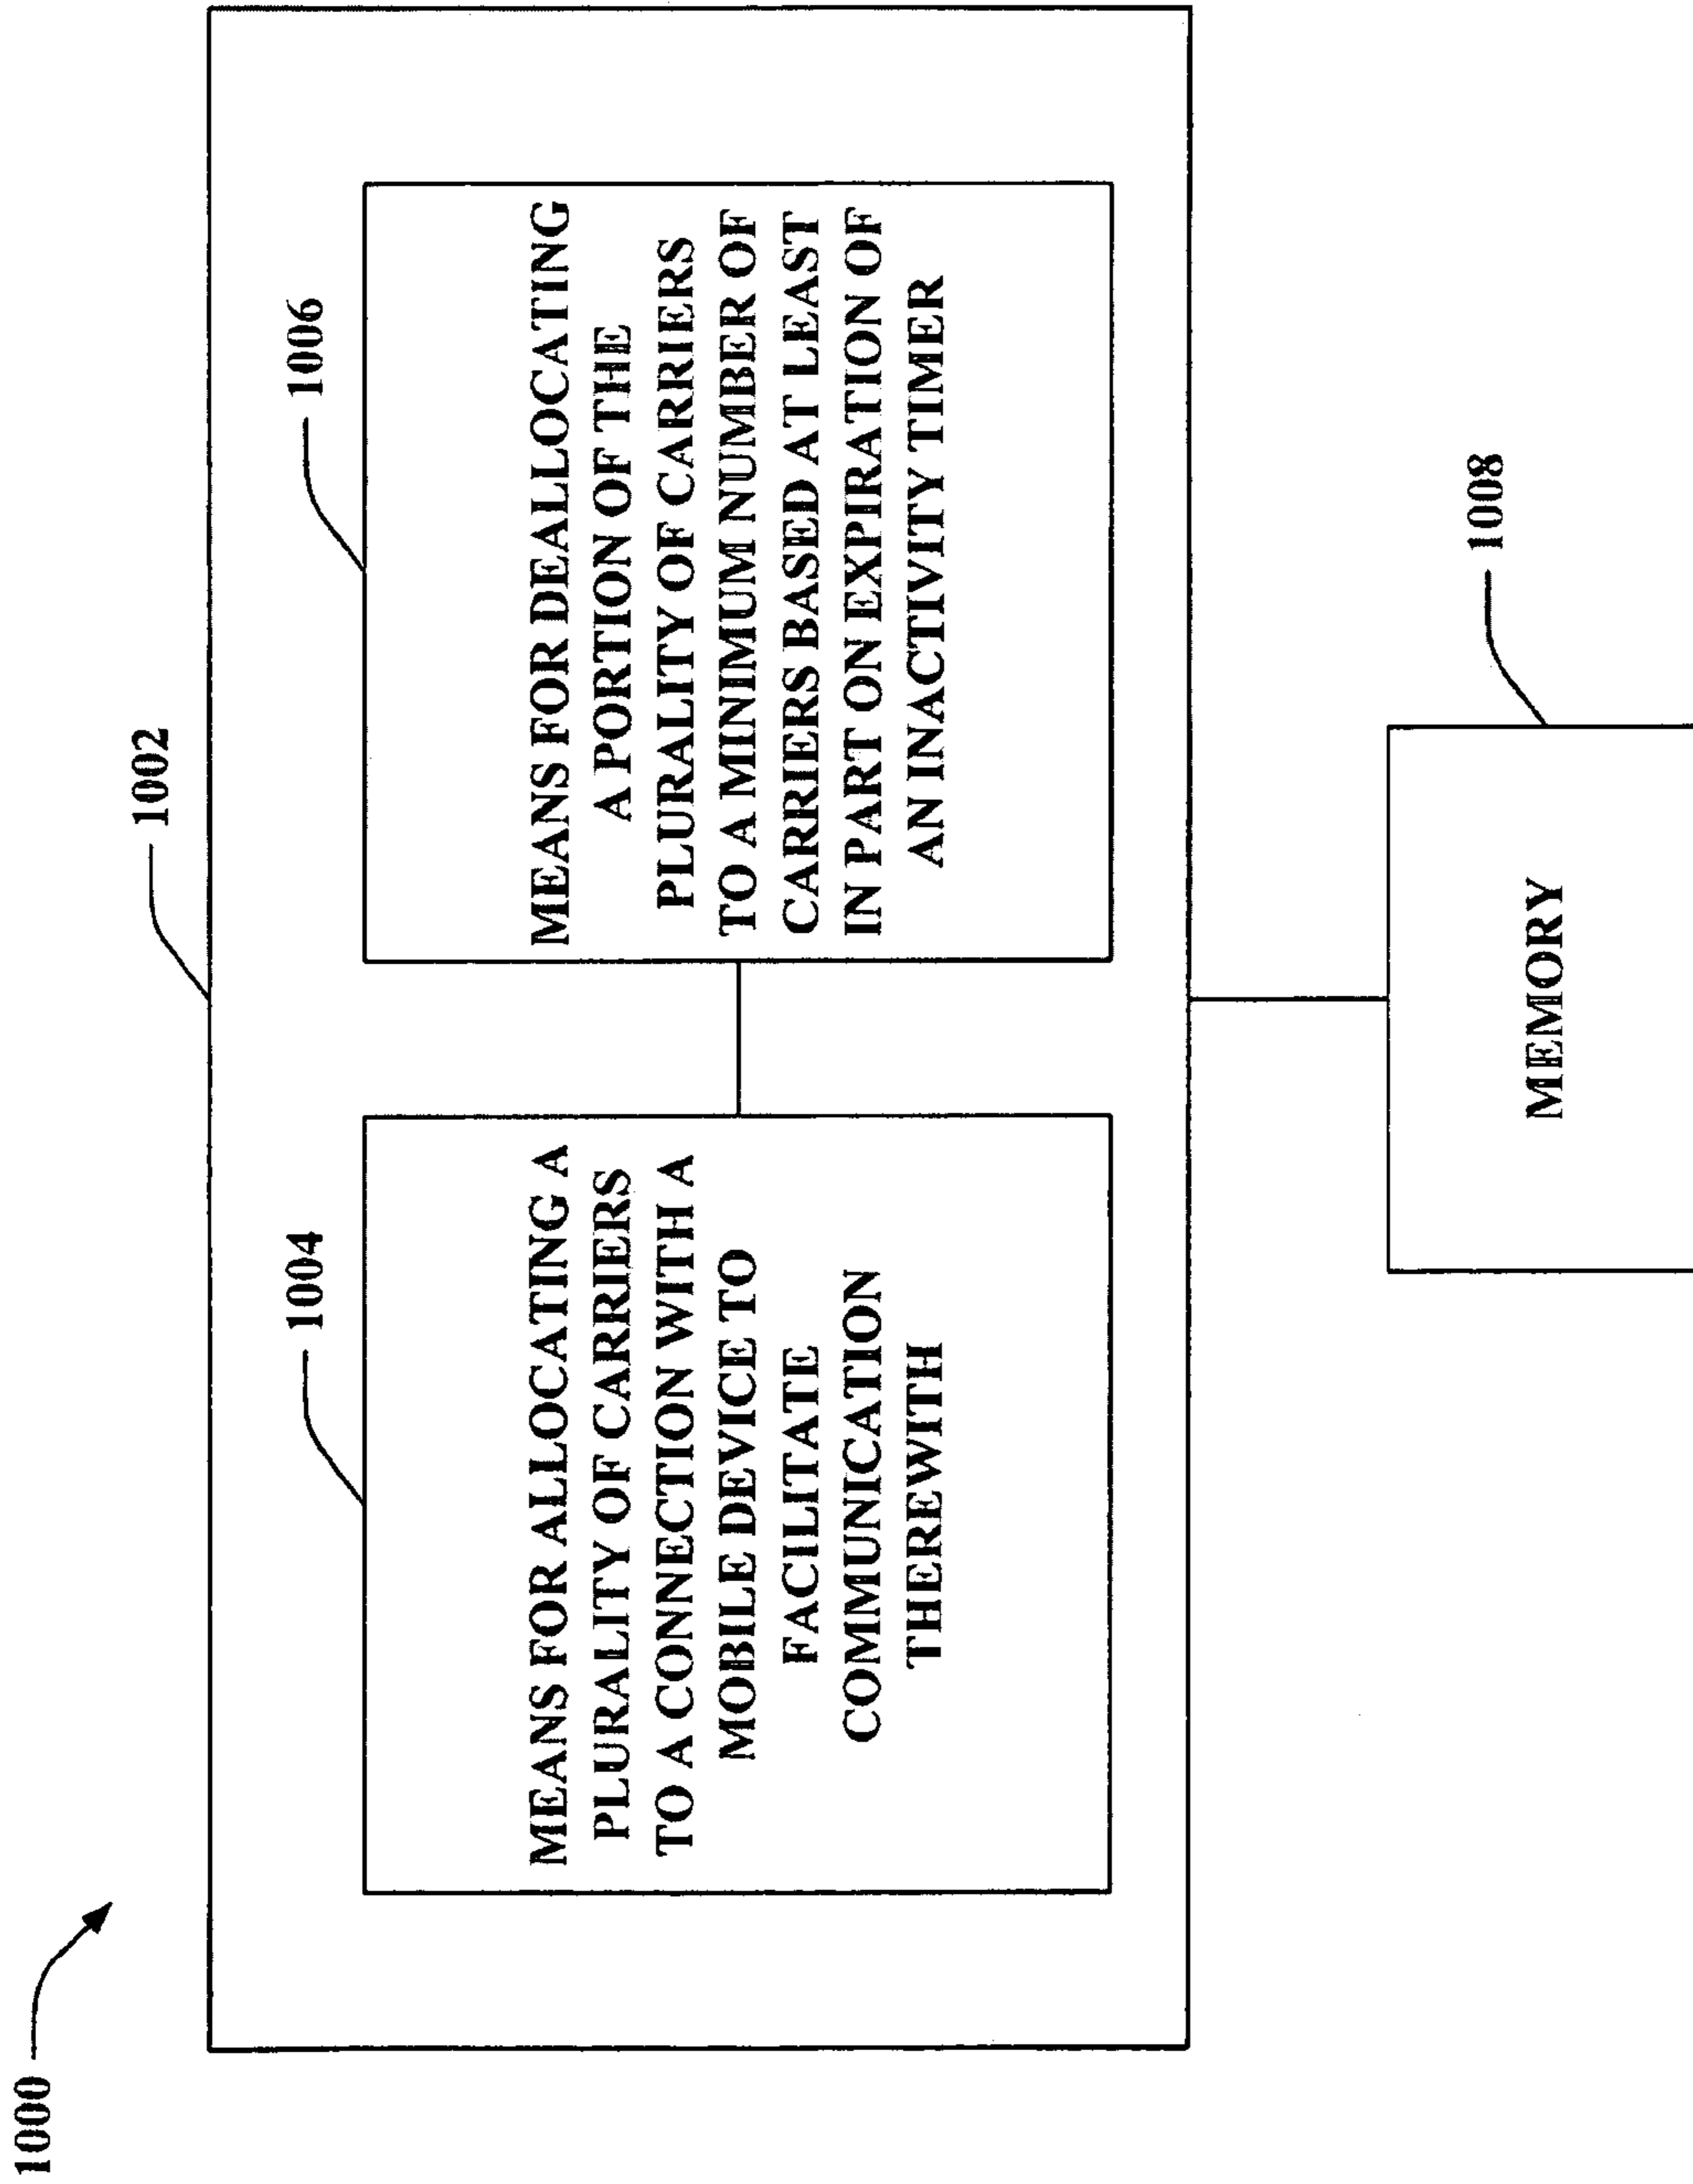 1000
1002
1004
MEANS FOR ALLOCATING A
PLURALITY OF CARRIERS
TO A CONNECTION WITH A
MOBILE DEVICE TO
FACILITATE
COMMUNICATION
THEREWITH
1006
MEANS FOR DEALLOCATING
A PORTION OF THE
PLURALITY OF CARRIERS
TO A MINIMUM NUMBER OF
CARRIERS BASED AT LEAST
IN PART ON EXPIRATION OF
AN INACTIVITY TIMER
1008
MEMORY